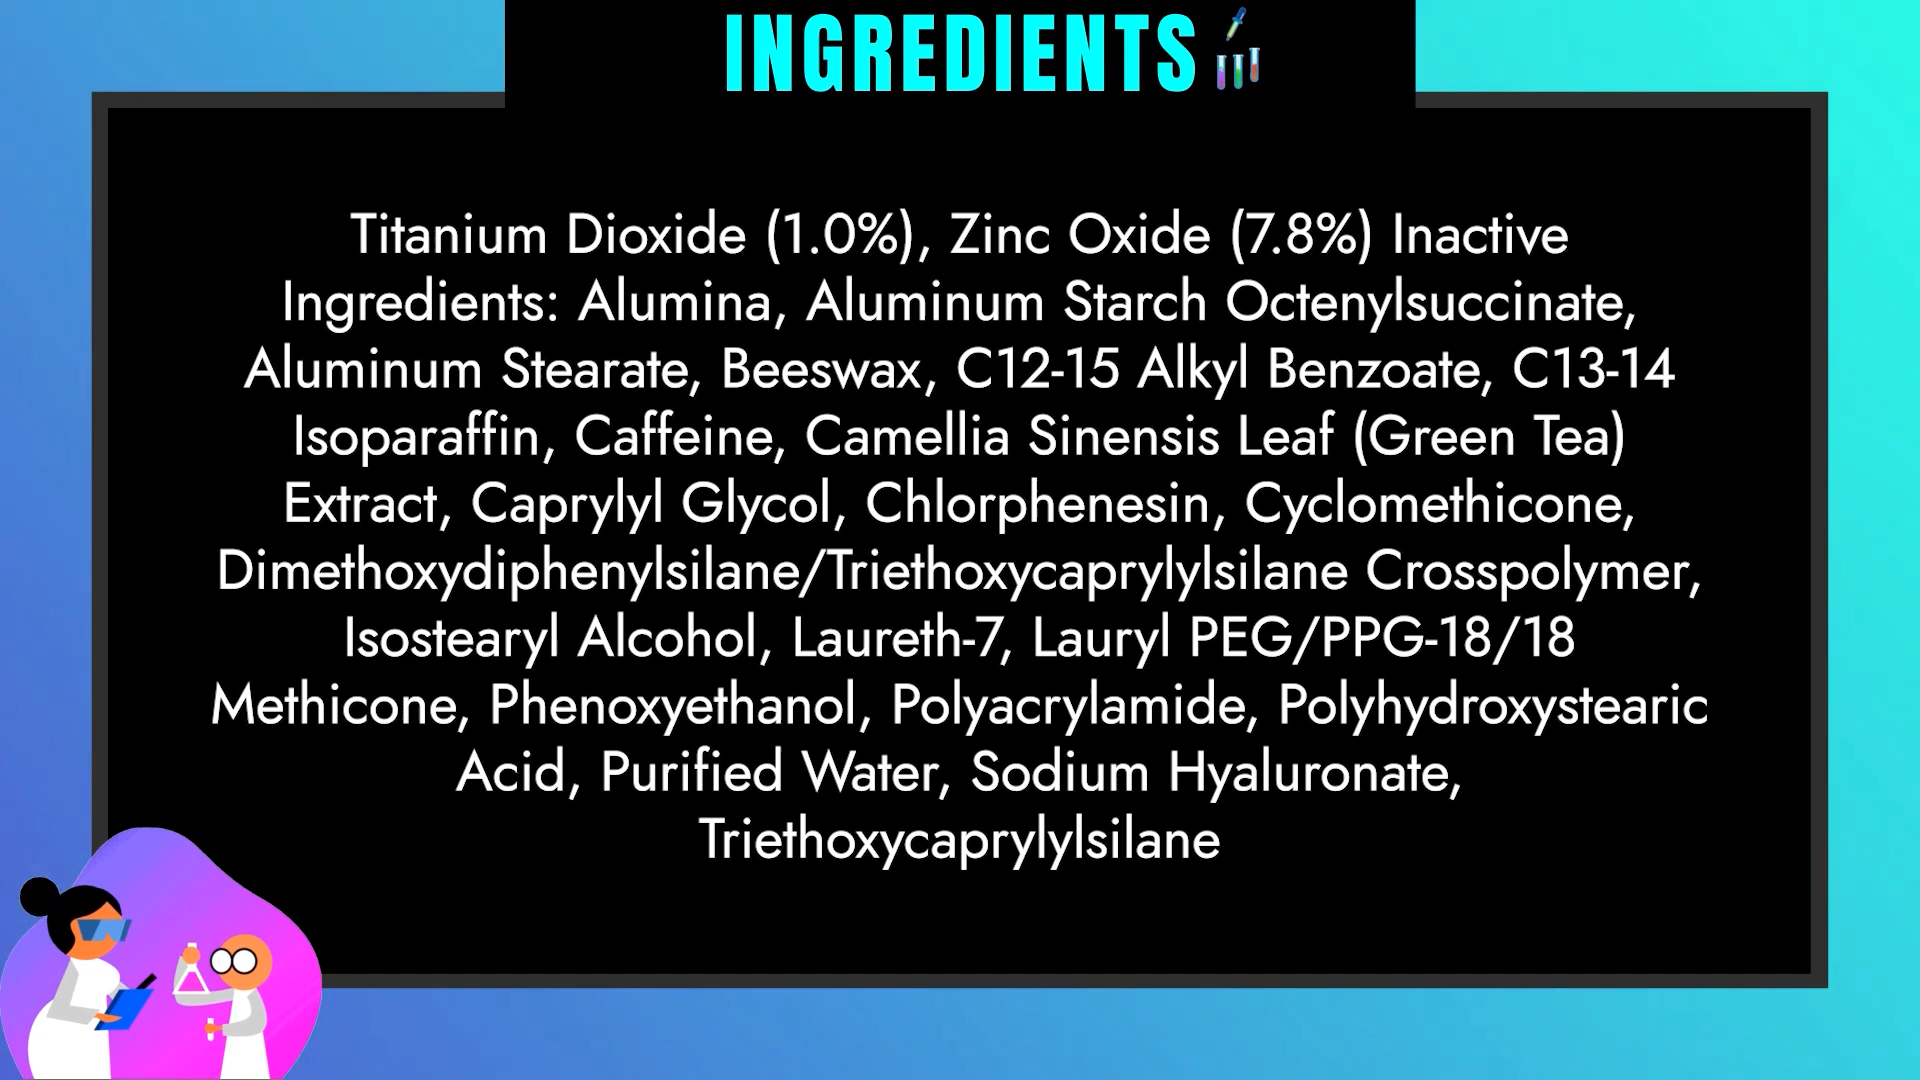 INGREDIENTS
Titanium Dioxide (1.0%), Zinc Oxide (7.8%) Inactive
Ingredients: Alumina, Aluminum Starch Octenylsuccinate,
Aluminum Stearate, Beeswax, C12-15 Alkyl Benzoate, C13-14
Isoparaffin, Caffeine, Camellia Sinensis Leaf (Green Tea)
Extract, Caprylyl Glycol, Chlorphenesin, Cyclomethicone,
Dimethoxydiphenylsilane/Triethoxycaprylylsilane Crosspolymer,
Isostearyl Alcohol, Laureth-7, Lauryl PEG/PPG-18/18
Methicone, Phenoxyethanol, Polyacrylamide, Polyhydroxystearic
Acid, Purified Water, Sodium Hyaluronate,
Triethoxycaprylylsilane